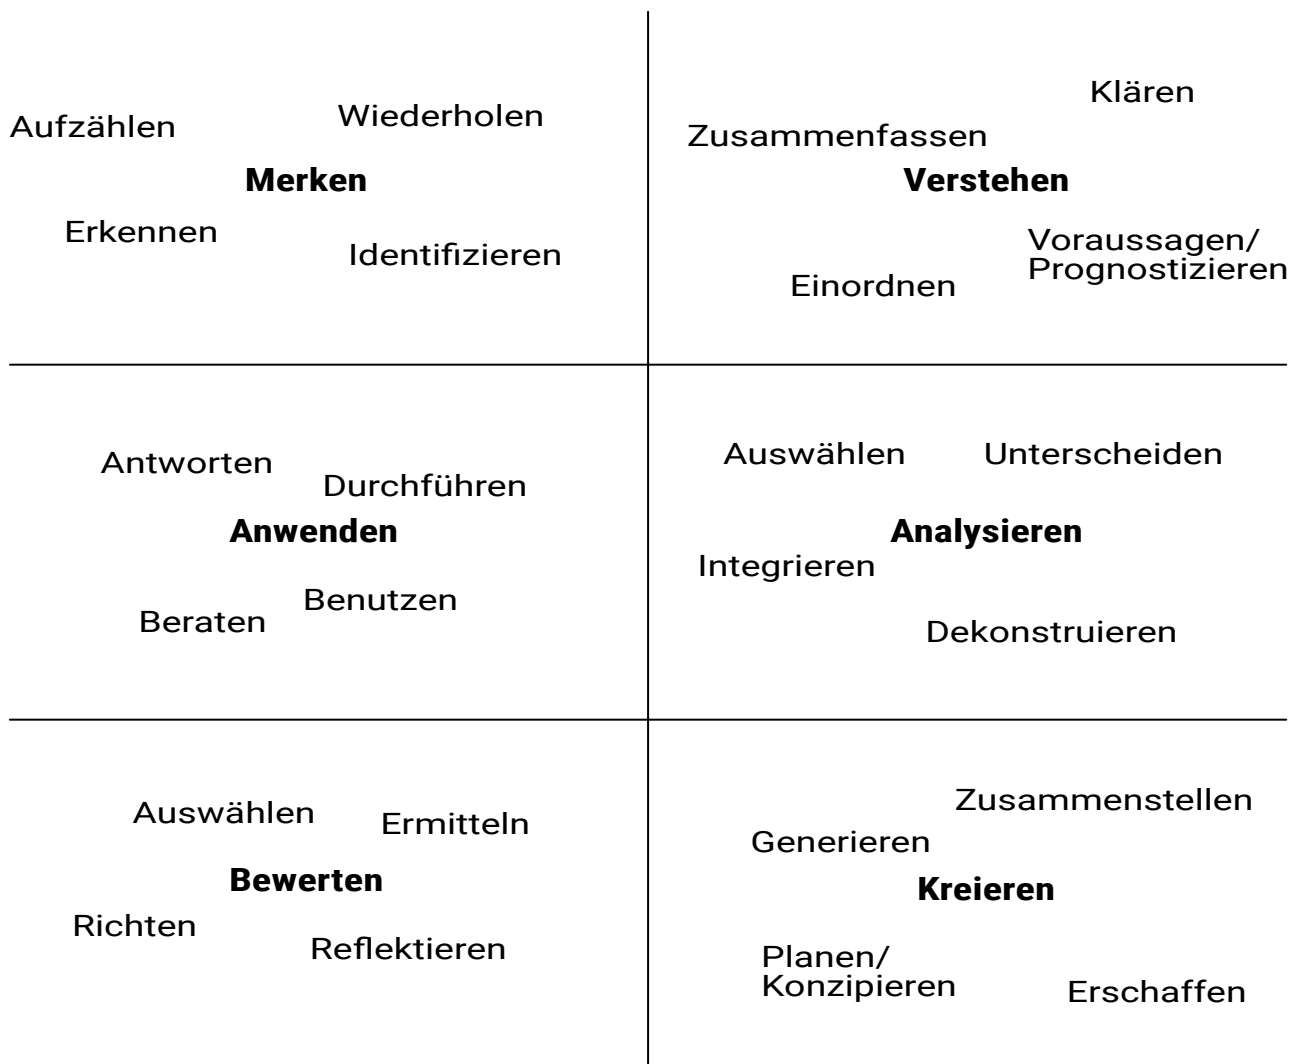 Aufzählen
Wiederholen
Merken
Erkennen
Identifizieren
Klären
Zusammenfassen
Verstehen
Voraussagen/
Prognostizieren
Einordnen
Antworten
Durchführen
Anwenden
Benutzen
Beraten
Auswählen
Unterscheiden
Analysieren
Integrieren
Dekonstruieren
Auswählen
Ermitteln
Bewerten
Richten
Reflektieren
Zusammenstellen
Generieren
Kreieren
Planen/
Konzipieren
Erschaffen